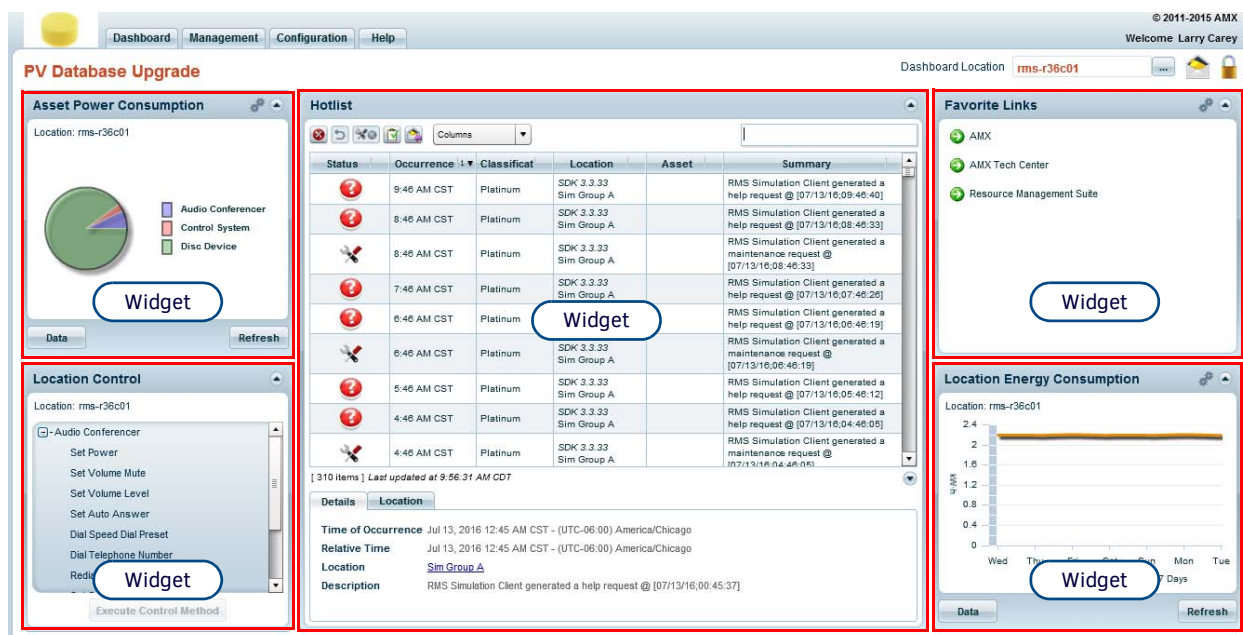 © 2011-2015 AMX
Dashboard Management Configuration Help
Welcome Larry Carey
PV Database Upgrade
Dashboard Location rms-r36c01 ...
Asset Power Consumption
Location: rms-r36c01
Audio Conferencer
Control System
Disc Device
Widget
Data Refresh
Location Control
Location: rms-r36c01
Audio Conferencer
Set Power
Set Volume Mute
Set Volume Level
Set Auto Answer
Dial Speed Dial Preset
Dial Telephone Number
Widget
Execute Control Method
Hotlist
Columns
Status Occurrence 1 Classificat Location Asset Summary
9:46 AM CST Platinum SDK 3.3.33 Sim Group A RMS Simulation Client generated a help request @ [07/13/16;09:46:40]
8:46 AM CST Platinum SDK 3.3.33 Sim Group A RMS Simulation Client generated a help request @ [07/13/16;08:46:33]
8:46 AM CST Platinum SDK 3.3.33 Sim Group A RMS Simulation Client generated a maintenance request @ [07/13/16;08:46:33]
7:46 AM CST Platinum SDK 3.3.33 Sim Group A RMS Simulation Client generated a help request @ [07/13/16;07:46:26]
6:46 AM CST Platinum SDK 3.3.33 Sim Group A RMS Simulation Client generated a help request @ [07/13/16;06:46:19]
Widget
6:46 AM CST Platinum SDK 3.3.33 Sim Group A RMS Simulation Client generated a maintenance request @ [07/13/16;06:46:19]
5:46 AM CST Platinum SDK 3.3.33 Sim Group A RMS Simulation Client generated a help request @ [07/13/16;05:46:12]
4:46 AM CST Platinum SDK 3.3.33 Sim Group A RMS Simulation Client generated a help request @ [07/13/16;04:46:05]
4:46 AM CST Platinum SDK 3.3.33 Sim Group A RMS Simulation Client generated a maintenance request @ [07/13/16;04:46:05]
[ 310 items ] Last updated at 9:56:31 AM CDT
Details Location
Time of Occurrence Jul 13, 2016 12:45 AM CST - (UTC-06:00) America/Chicago
Relative Time Jul 13, 2016 12:45 AM CST - (UTC-06:00) America/Chicago
Location Sim Group A
Description RMS Simulation Client generated a help request @ [07/13/16;00:45:37]
Favorite Links
AMX
AMX Tech Center
Resource Management Suite
Widget
Location Energy Consumption
Location: rms-r36c01
2.4
2
1.6
1.2
0.8
0.4
0
kW-h
Wed Thu Fri Sat Sun Mon Tue
7 Days
Widget
Data Refresh